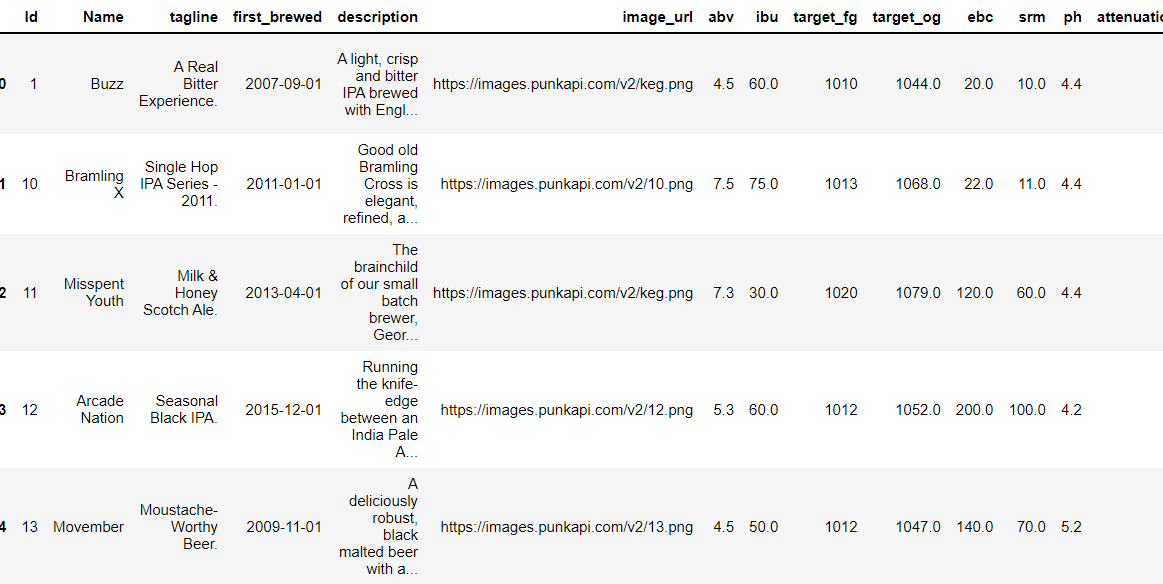 Id Name tagline first_brewed description image_url abv ibu target_fg target_og ebc srm ph attenuatio
0 1 Buzz A Real Bitter Experience. 2007-09-01 A light, crisp and bitter IPA brewed with Engl... https://images.punkapi.com/v2/keg.png 4.5 60.0 1010 1044.0 20.0 10.0 4.4
1 10 Bramling X Single Hop IPA Series - 2011. 2011-01-01 Good old Bramling Cross is elegant, refined, a... https://images.punkapi.com/v2/10.png 7.5 75.0 1013 1068.0 22.0 11.0 4.4
2 11 Misspent Youth Milk & Honey Scotch Ale. 2013-04-01 The brainchild of our small batch brewer, Geor... https://images.punkapi.com/v2/keg.png 7.3 30.0 1020 1079.0 120.0 60.0 4.4
3 12 Arcade Nation Seasonal Black IPA. 2015-12-01 Running the knife-edge between an India Pale A... https://images.punkapi.com/v2/12.png 5.3 60.0 1012 1052.0 200.0 100.0 4.2
4 13 Movember Moustache-Worthy Beer. 2009-11-01 A deliciously robust, black malted beer with a... https://images.punkapi.com/v2/13.png 4.5 50.0 1012 1047.0 140.0 70.0 5.2